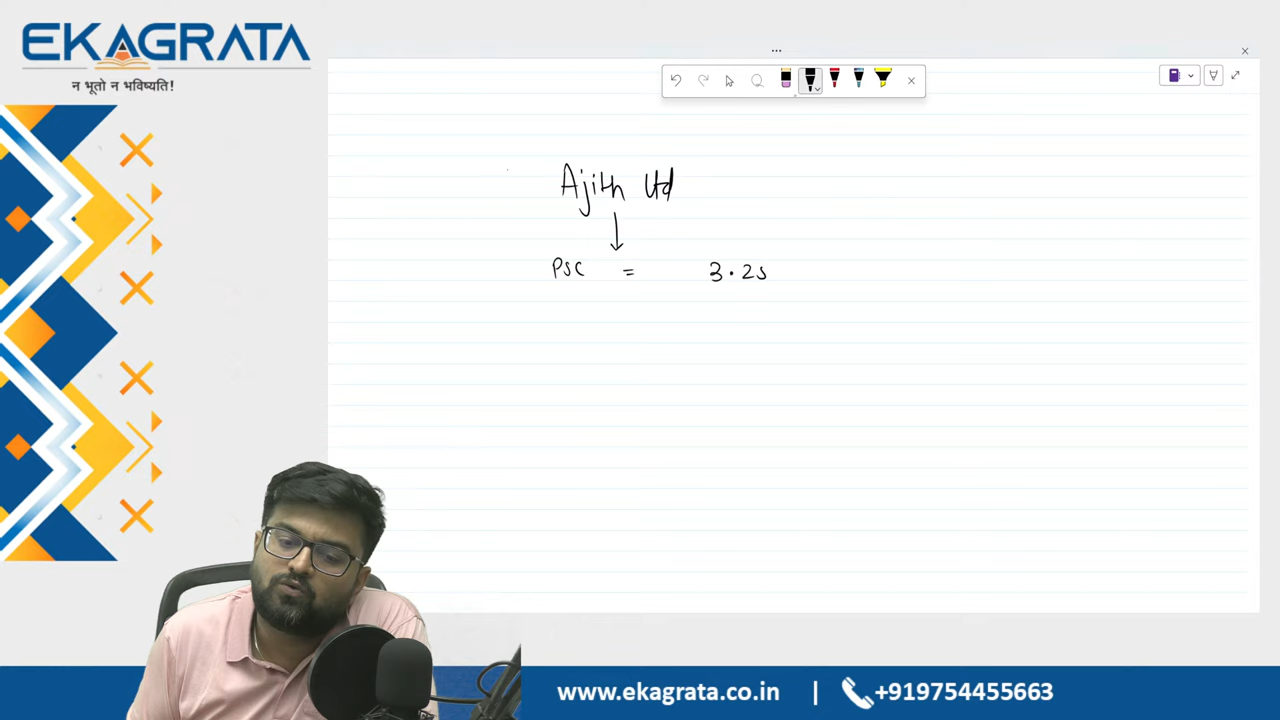 EKAGRATA
न भूतो न भविष्यति!
...
Ajith Ltd
PSC = 3.25
www.ekagrata.co.in | +919754455663